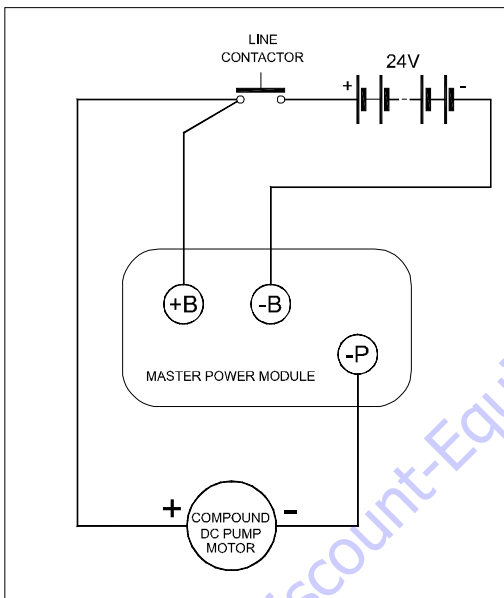 LINE
CONTACTOR
24V
+ -
+B
-B
-P
MASTER POWER MODULE
+ -
COMPOUND
DC PUMP
MOTOR